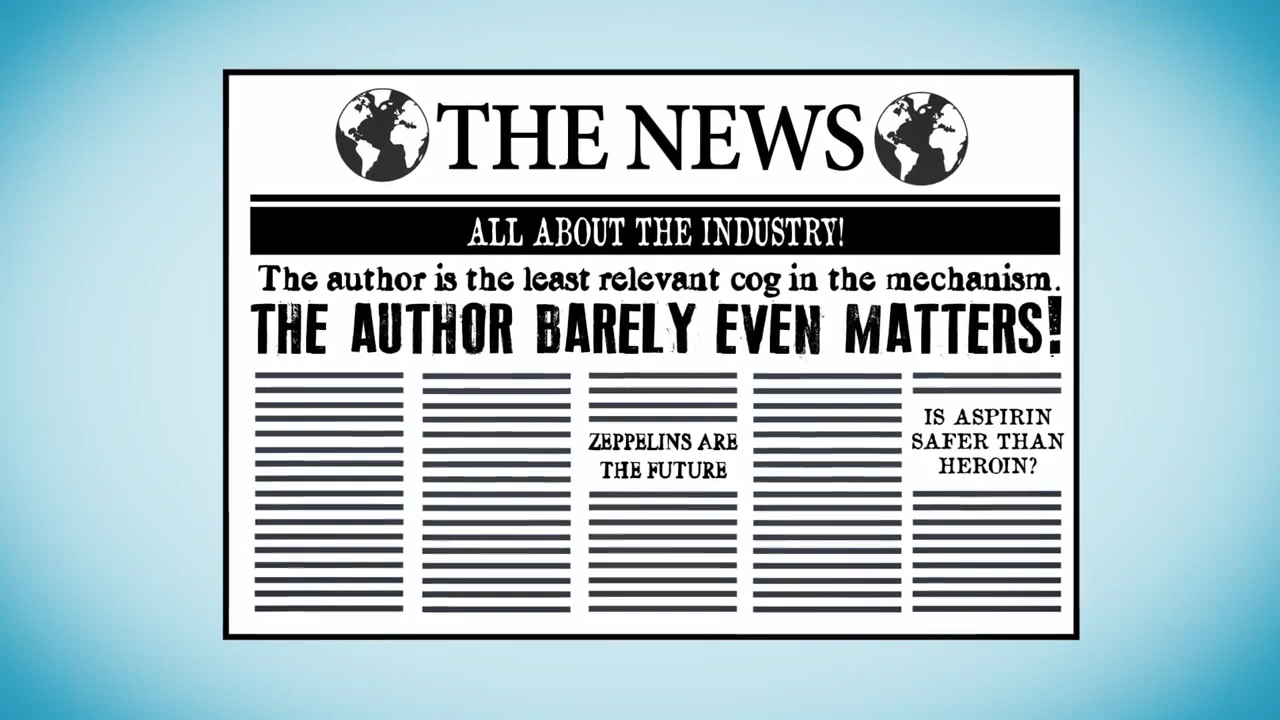 THE NEWS
ALL ABOUT THE INDUSTRY!
The author is the least relevant cog in the mechanism.
THE AUTHOR BARELY EVEN MATTERS!
ZEPPELINS ARE
THE FUTURE
IS ASPIRIN
SAFER THAN
HEROIN?